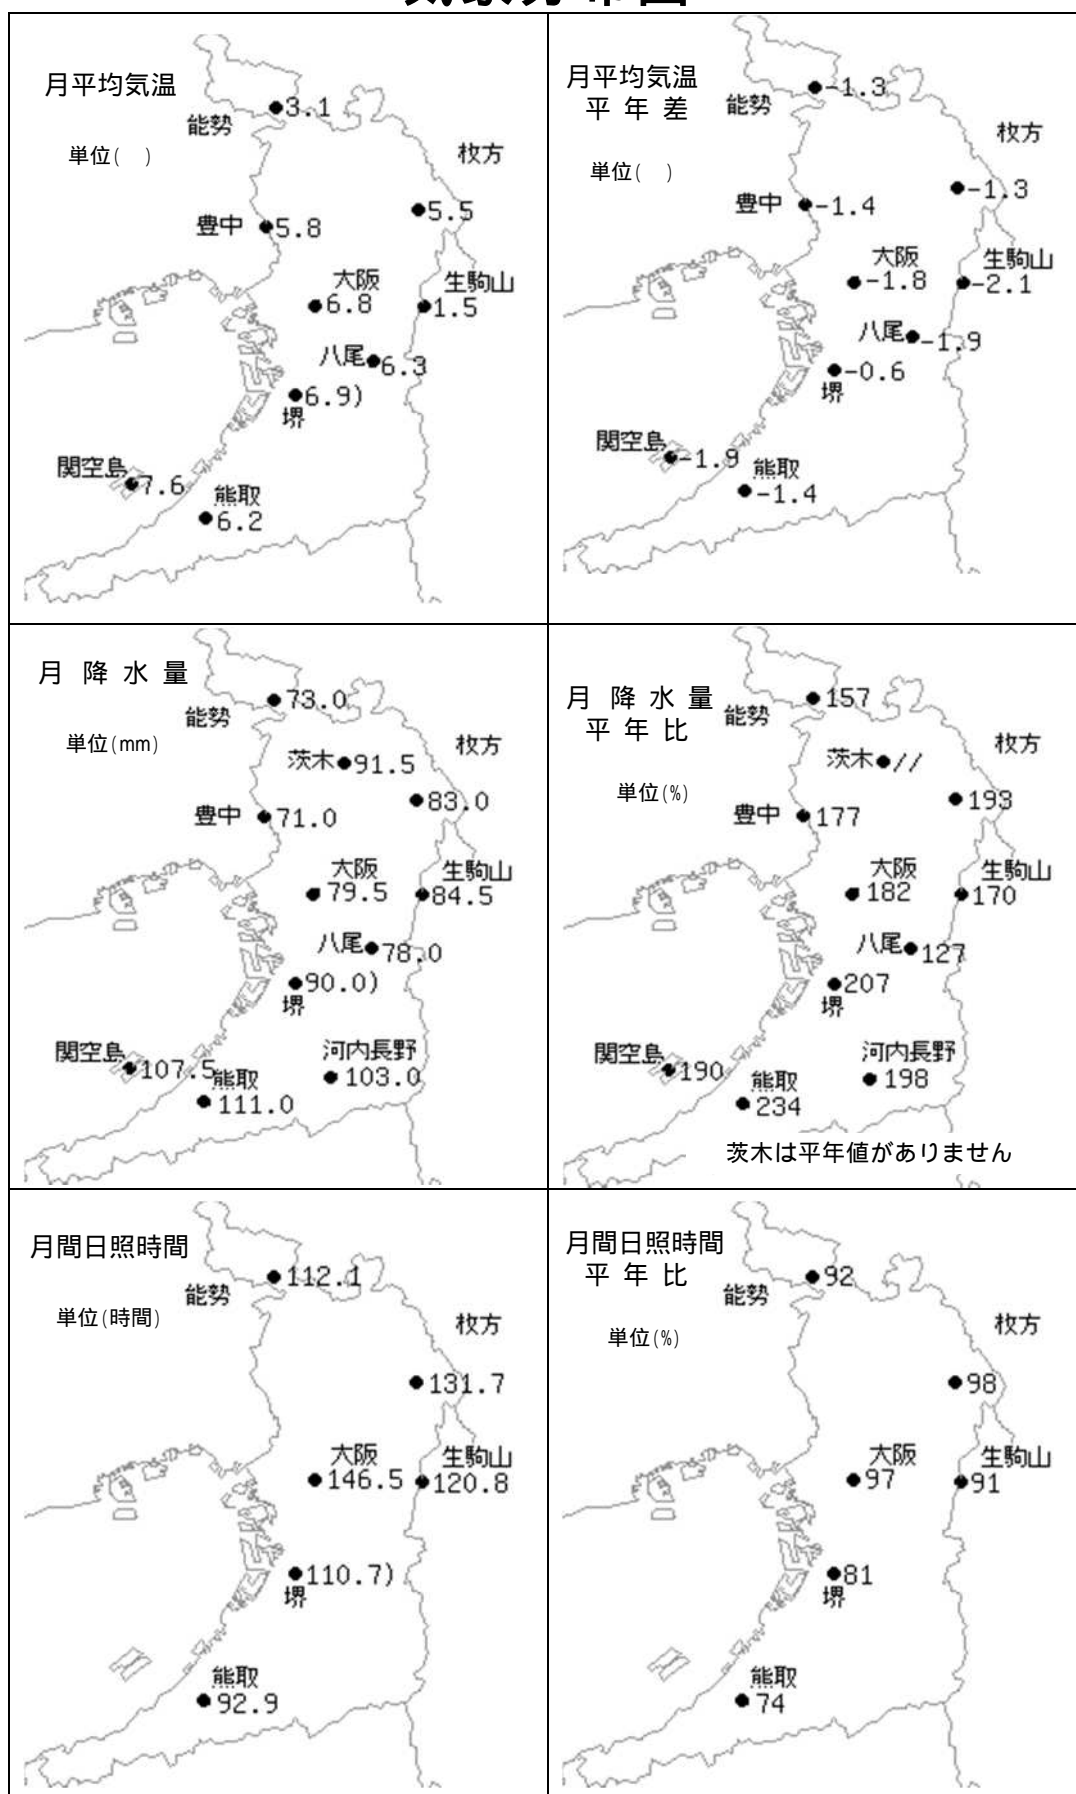 月平均気温
単位( )
能勢
3.1
枚方
5.5
豊中
5.8
大阪
6.8
生駒山
1.5
八尾
6.3
6.9)
堺
関空島
7.6
熊取
6.2
月平均気温
平年差
単位( )
能勢
-1.3
枚方
-1.3
豊中
-1.4
大阪
-1.8
生駒山
-2.1
八尾
-1.9
-0.6
堺
関空島
-1.9
熊取
-1.4
月降水量
単位(mm)
能勢
73.0
茨木
91.5
枚方
83.0
豊中
71.0
大阪
79.5
生駒山
84.5
八尾
78.0
90.0)
堺
関空島
107.5
熊取
111.0
河内長野
103.0
月降水量
平年比
単位(%)
能勢
157
茨木
//
枚方
193
豊中
177
大阪
182
生駒山
170
八尾
127
207
堺
関空島
190
熊取
234
河内長野
198
茨木は平年値がありません
月間日照時間
単位(時間)
能勢
112.1
枚方
131.7
大阪
146.5
生駒山
120.8
110.7)
堺
熊取
92.9
月間日照時間
平年比
単位(%)
能勢
92
枚方
98
大阪
97
生駒山
91
81
堺
熊取
74